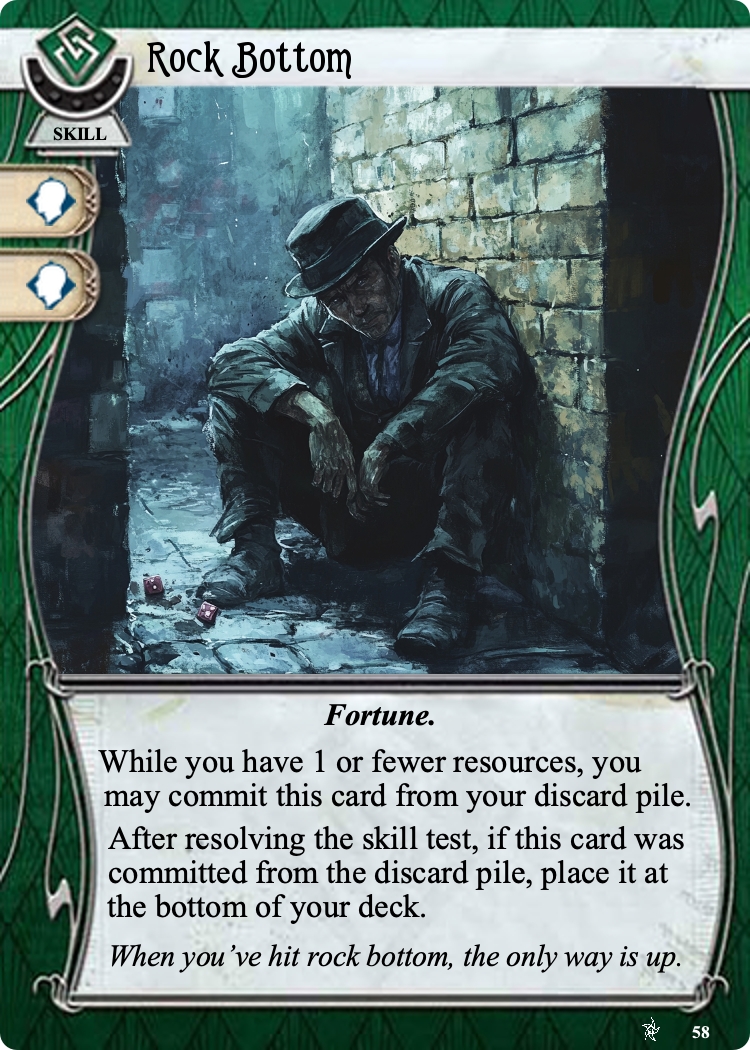 Rock Bottom
SKILL
Fortune.
While you have 1 or fewer resources, you
may commit this card from your discard pile.
After resolving the skill test, if this card was
committed from the discard pile, place it at
the bottom of your deck.
When you’ve hit rock bottom, the only way is up.
58